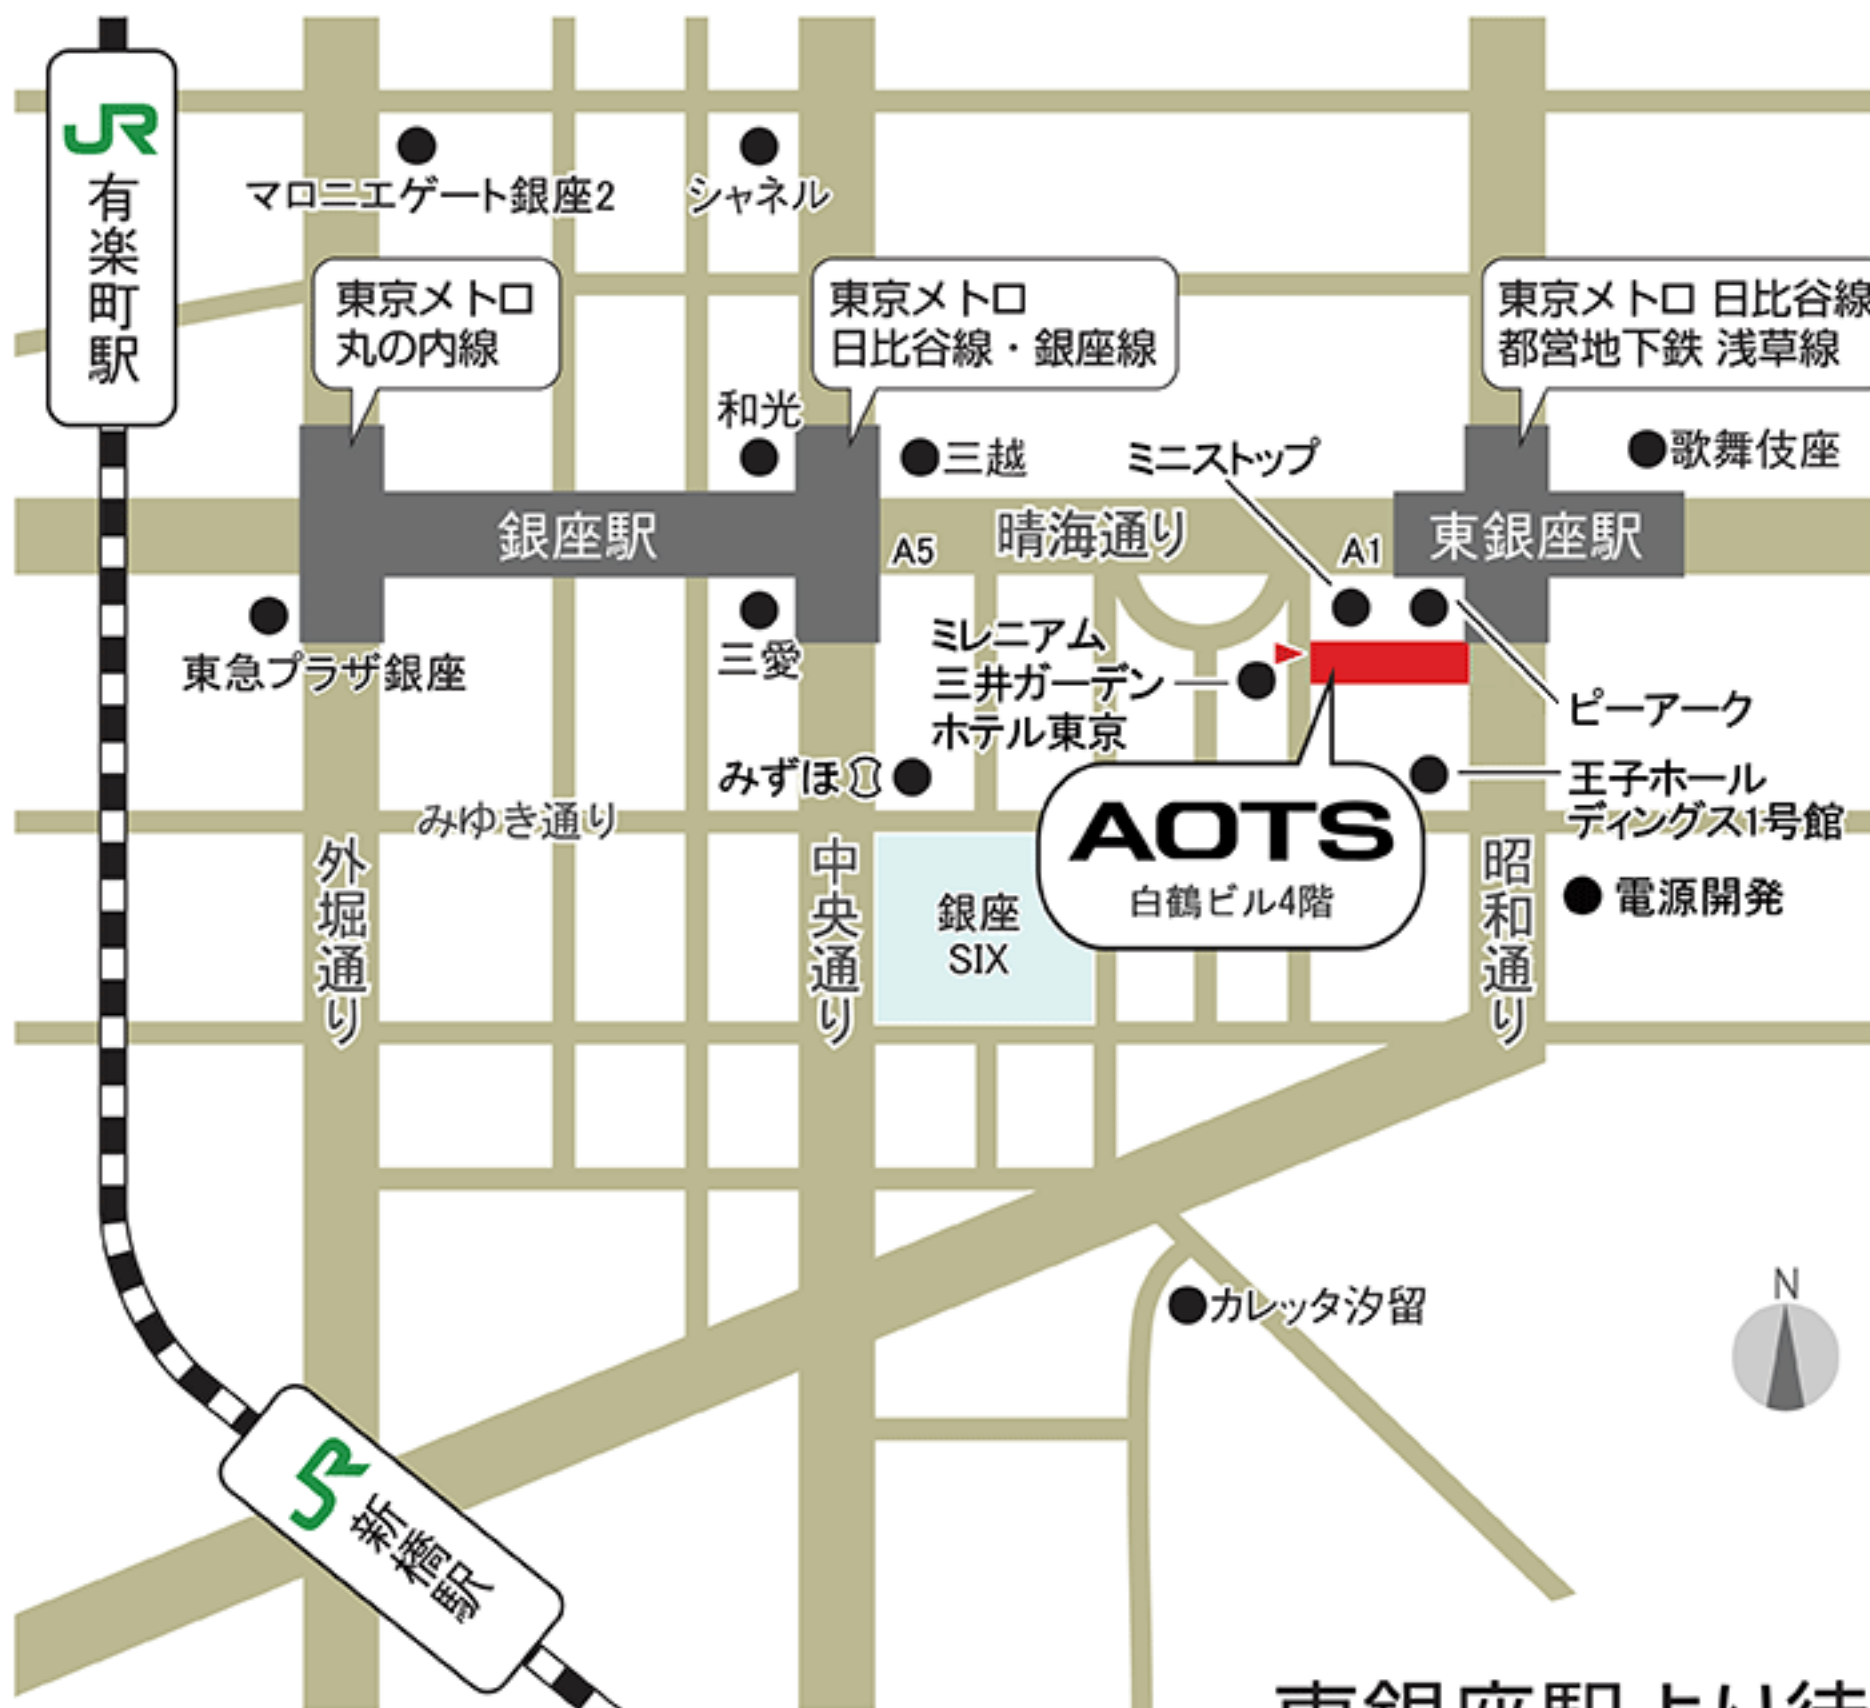 JR
有楽町駅
マロニエゲート銀座2
シャネル
東京メトロ
丸の内線
東京メトロ
日比谷線・銀座線
東京メトロ 日比谷線
都営地下鉄 浅草線
和光
三越
ミニストップ
歌舞伎座
銀座駅
A5
晴海通り
A1
東銀座駅
東急プラザ銀座
三愛
ミレニアム
三井ガーデン
ホテル東京
ピーアーク
みずほ
王子ホール
ディングス1号館
みゆき通り
AOTS
白鶴ビル4階
外堀通り
中央通り
銀座
SIX
昭和通り
電源開発
カレッタ汐留
N
JR
新橋駅
東銀座駅より徒